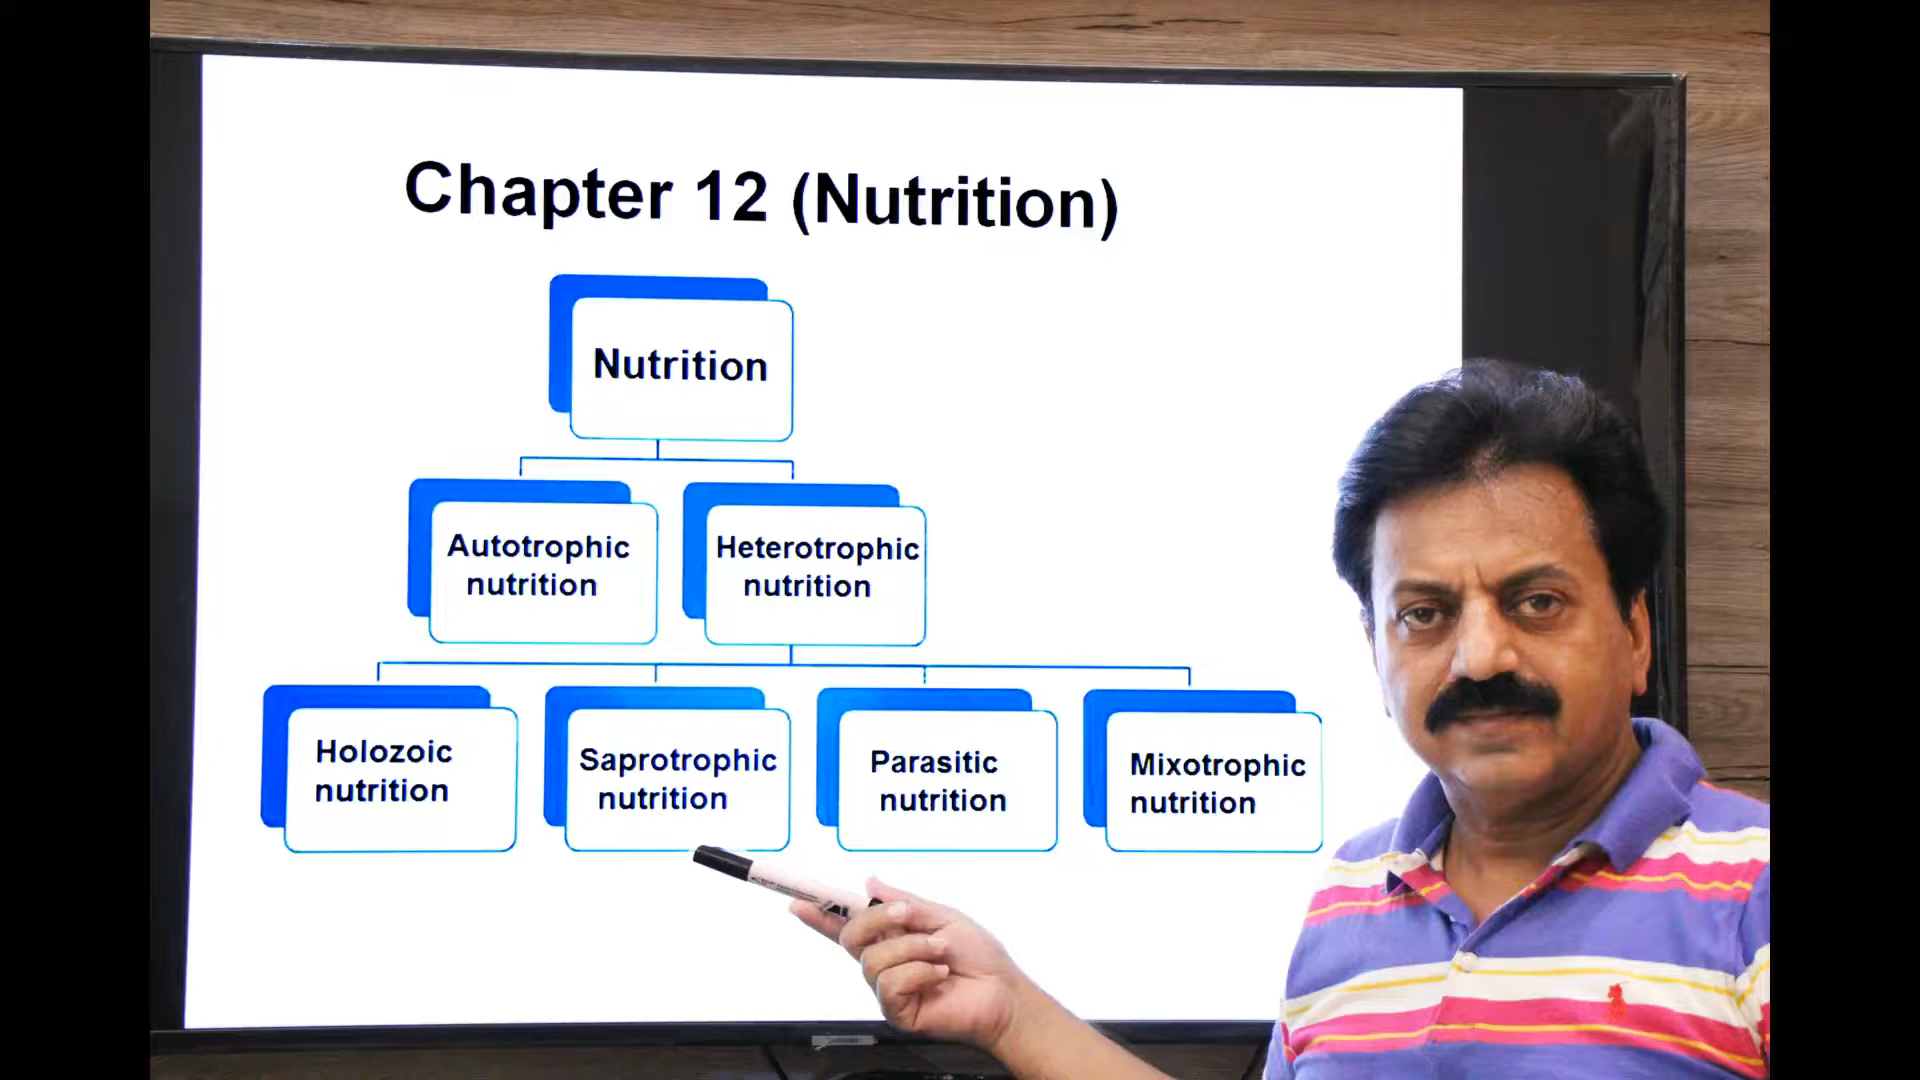 Chapter 12 (Nutrition)
Nutrition
Autotrophic
nutrition
Heterotrophic
nutrition
Holozoic
nutrition
Saprotrophic
nutrition
Parasitic
nutrition
Mixotrophic
nutrition